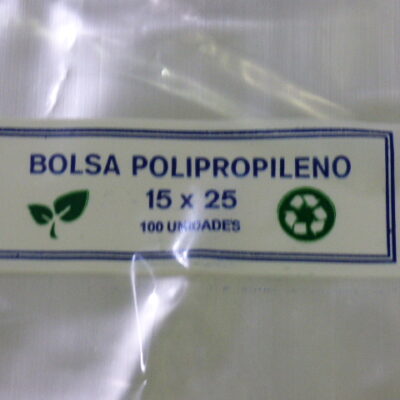 BOLSA POLIPROPILENO
15 x 25
100 UNIDADES